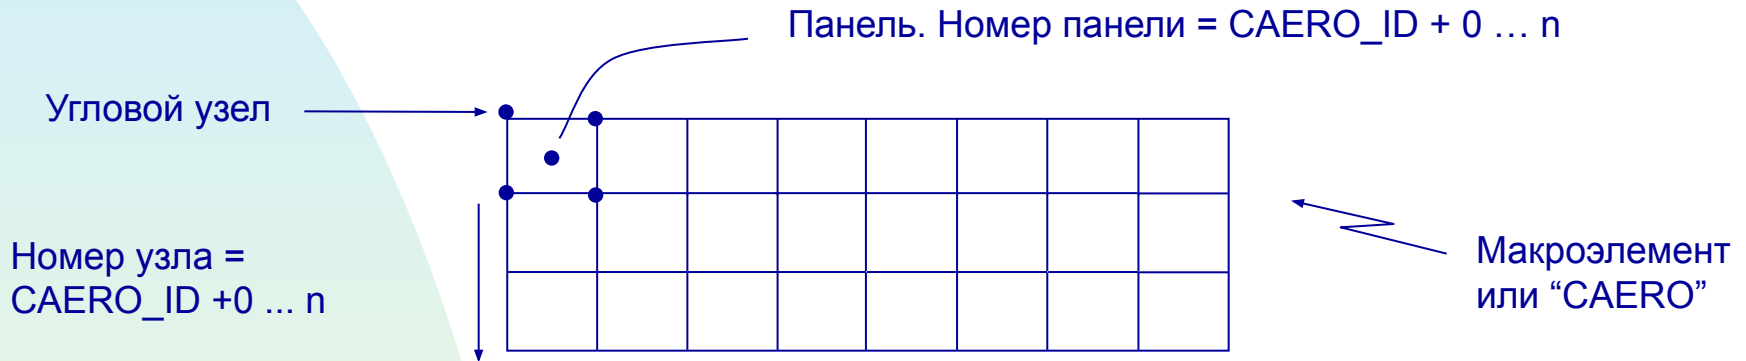 Панель. Номер панели = CAERO_ID + 0 … n
Угловой узел
Номер узла =
CAERO_ID +0 ... n
Макроэлемент
или “CAERO”